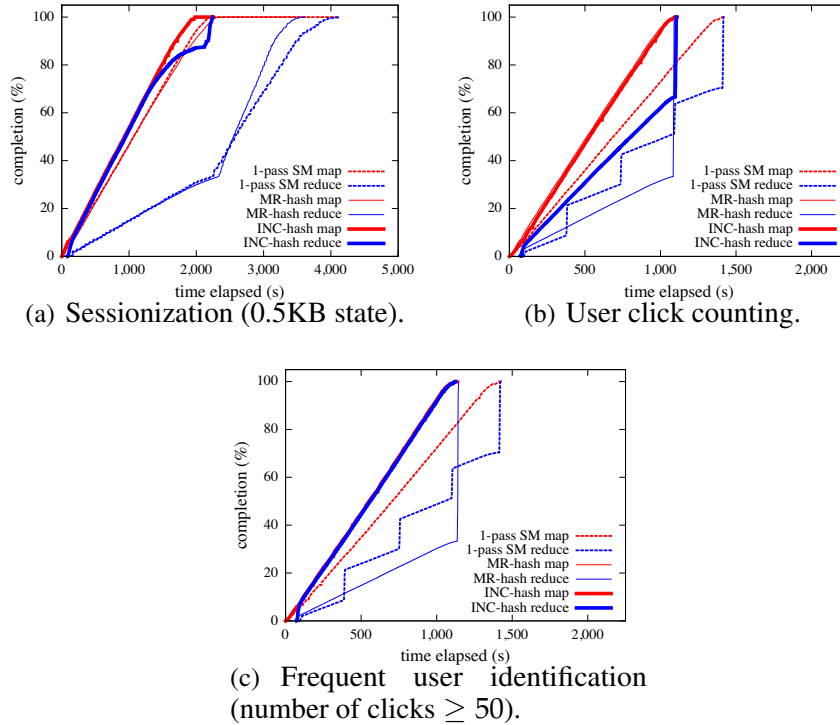 100
80
60
40
20
0
completion (%)
1-pass SM map
1-pass SM reduce
MR-hash map
MR-hash reduce
INC-hash map
INC-hash reduce
0 1,000 2,000 3,000 4,000 5,000
time elapsed (s)
(a) Sessionization (0.5KB state).
100
80
60
40
20
0
completion (%)
1-pass SM map
1-pass SM reduce
MR-hash map
MR-hash reduce
INC-hash map
INC-hash reduce
0 500 1,000 1,500 2,000
time elapsed (s)
(b) User click counting.
100
80
60
40
20
0
completion (%)
1-pass SM map
1-pass SM reduce
MR-hash map
MR-hash reduce
INC-hash map
INC-hash reduce
0 500 1,000 1,500 2,000
time elapsed (s)
(c) Frequent user identification
(number of clicks ≥ 50).